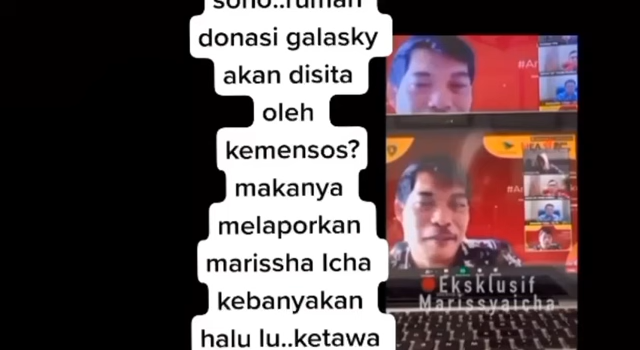 donasi galasky
akan disita
oleh
kemensos?
makanya
melaporkan
marissha Icha
kebanyakan
halu lu..ketawa
Eksklusif
Marissyaicha